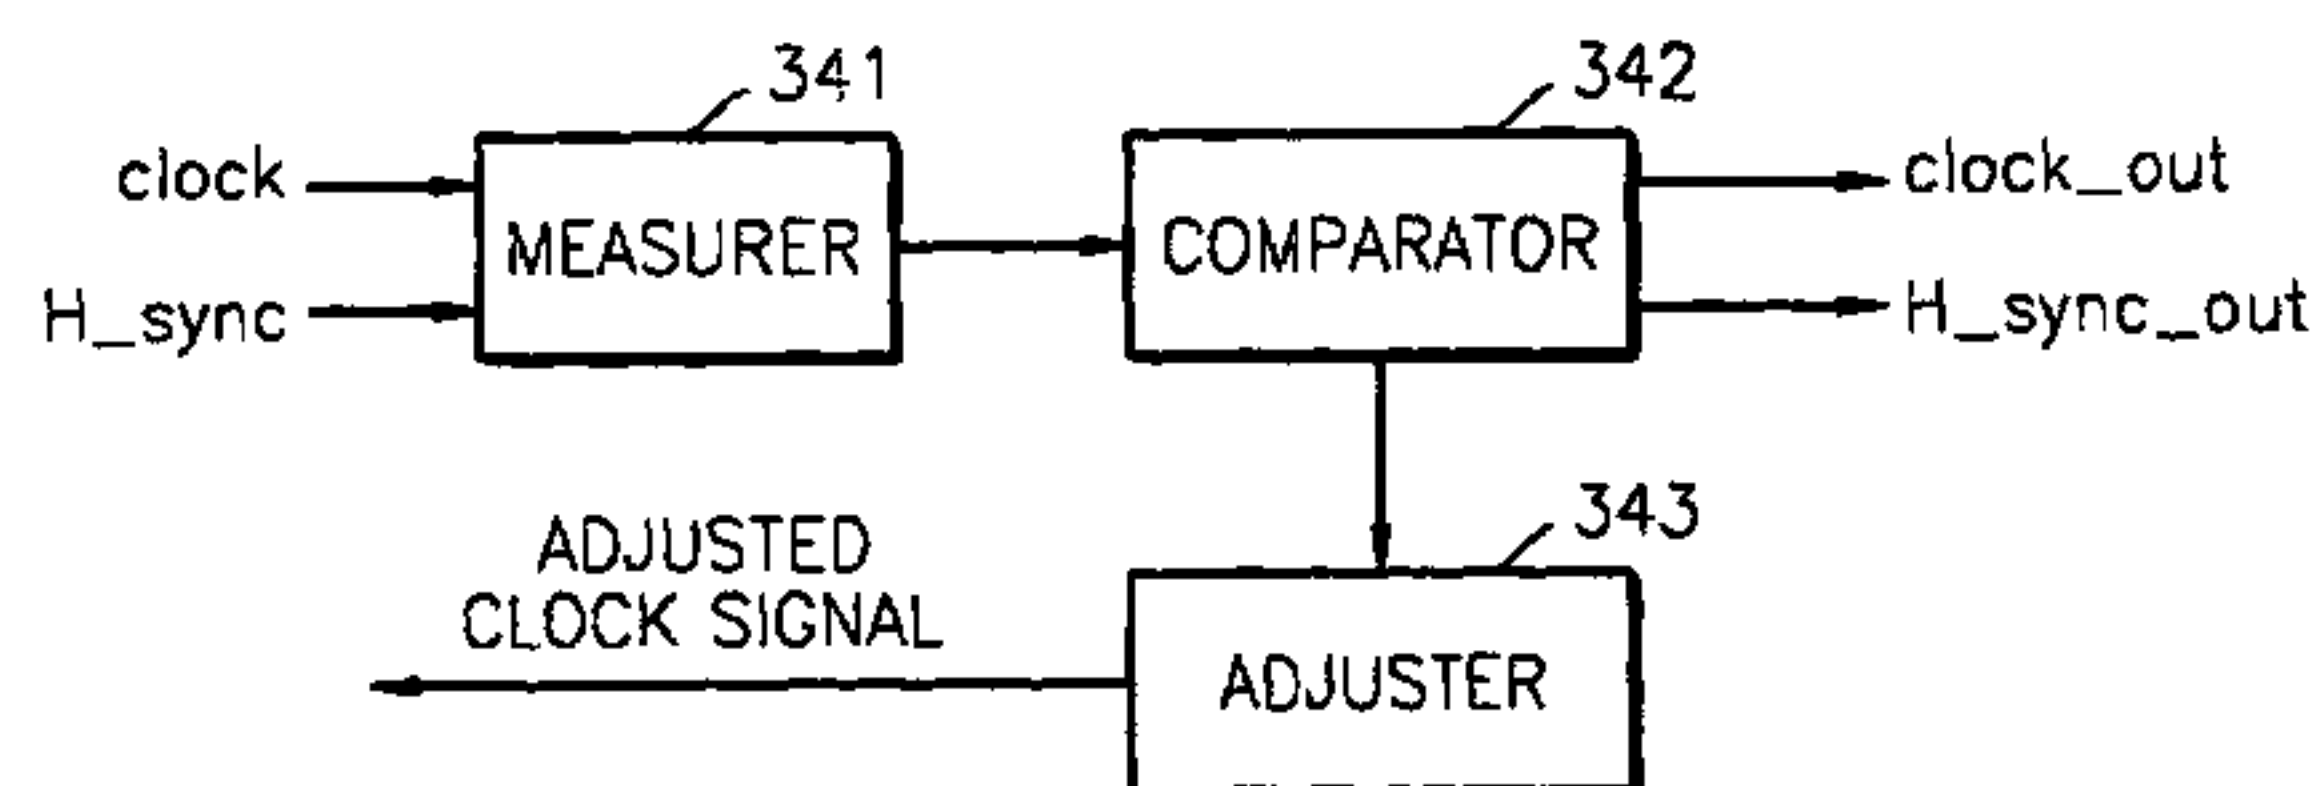 341
342
clock
clock_out
MEASURER
COMPARATOR
H_sync
H_sync_out
343
ADJUSTED
CLOCK SIGNAL
ADJUSTER